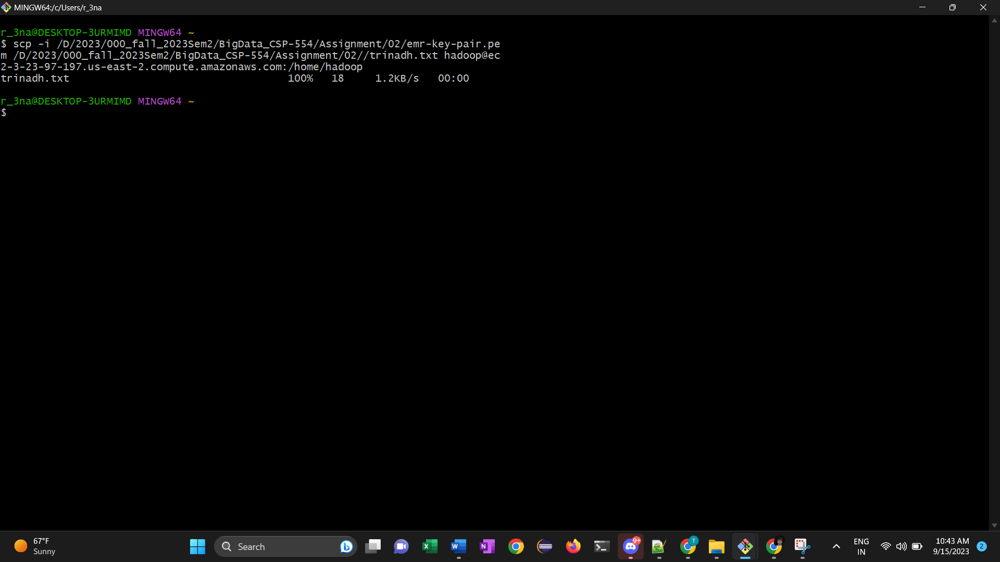 MINGW64:/c/Users/r_3na
r_3na@DESKTOP-3URMIMD MINGW64 ~
$ scp -i /D/2023/000_fall_2023Sem2/BigData_CSP-554/Assignment/02/emr-key-pair.pe
m /D/2023/000_fall_2023Sem2/BigData_CSP-554/Assignment/02//trinadh.txt hadoop@ec
2-3-23-97-197.us-east-2.compute.amazonaws.com:/home/hadoop
trinadh.txt 100% 18 1.2KB/s 00:00
r_3na@DESKTOP-3URMIMD MINGW64 ~
$
67°F
Sunny
Search
9+
T
ENG
IN
10:43 AM
9/15/2023
2